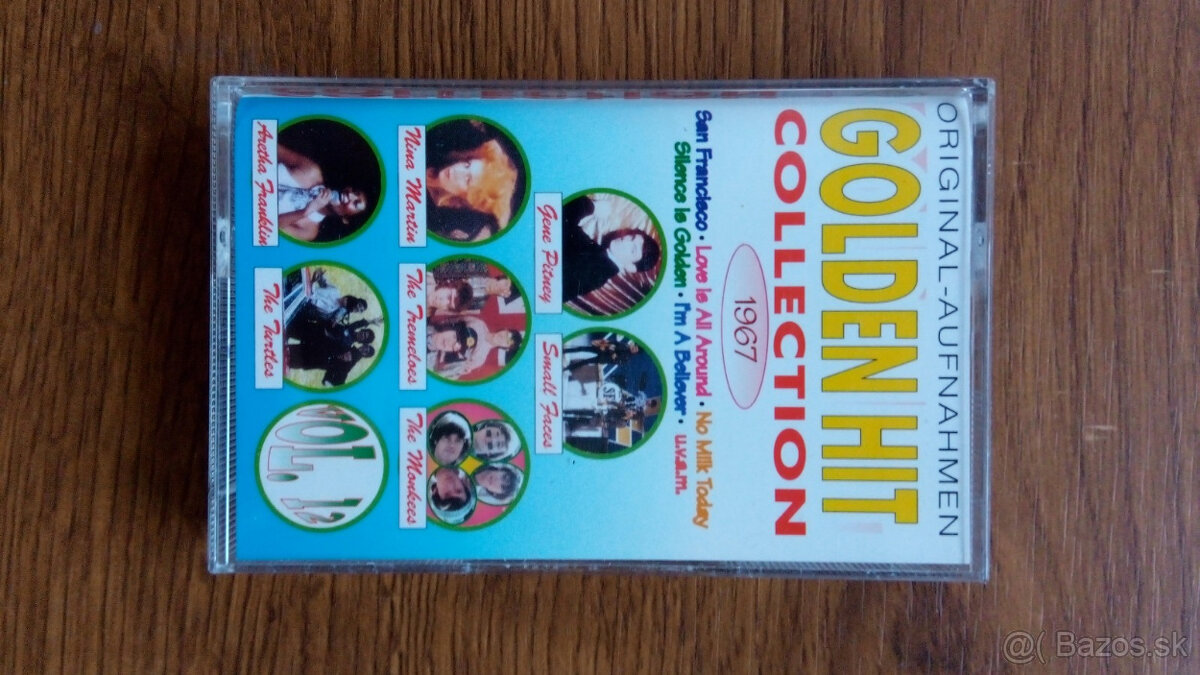 ORIGINAL-AUFNAHMEN
GOLDEN HIT
COLLECTION
1967
San Francisco • Love is All Around • No Milk Today
Silence is Golden • I'm A Believer • u.v.a.m.
Gene Pitney
Small Faces
Nina Martin
The Tremeloes
The Monkees
Aretha Franklin
The Turtles
VOL. 12
@( Bazos.sk